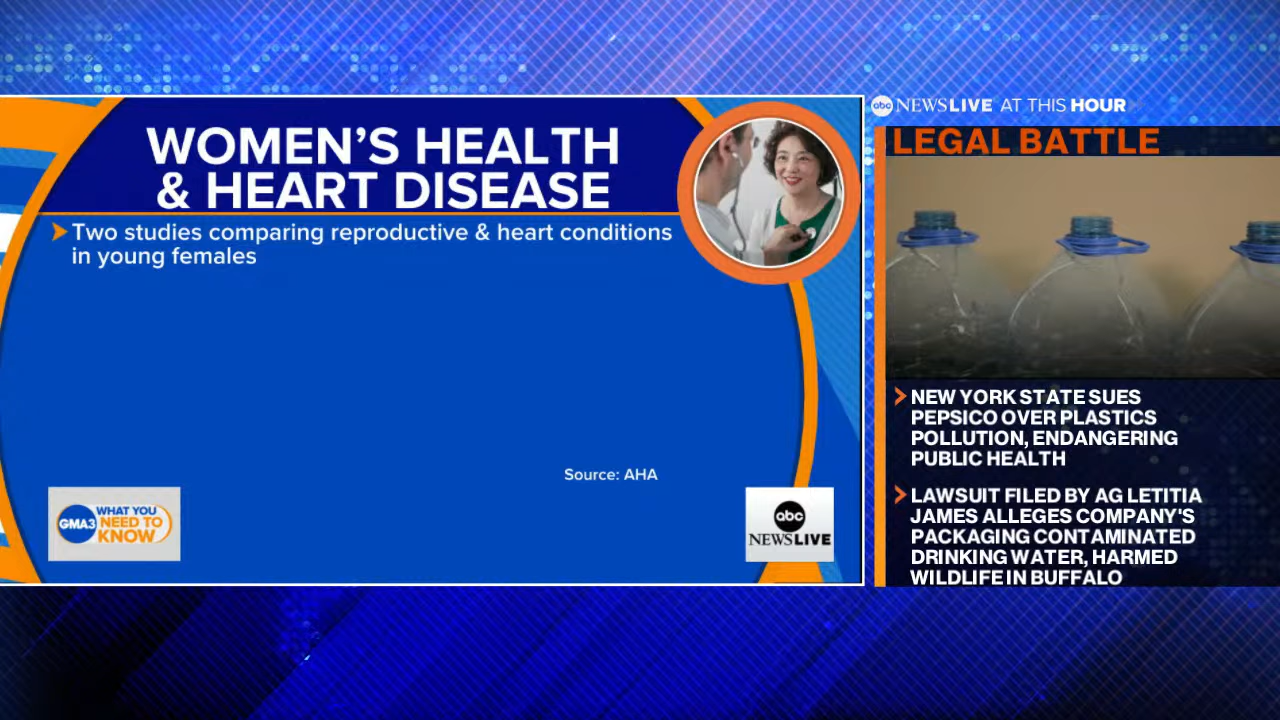 WOMEN'S HEALTH
& HEART DISEASE
Two studies comparing reproductive & heart conditions
in young females
Source: AHA
GMA3
WHAT YOU
NEED TO
KNOW
abc
NEWSLIVE
abc NEWSLIVE AT THIS HOUR
LEGAL BATTLE
NEW YORK STATE SUES
PEPSICO OVER PLASTICS
POLLUTION, ENDANGERING
PUBLIC HEALTH
LAWSUIT FILED BY AG LETITIA
JAMES ALLEGES COMPANY'S
PACKAGING CONTAMINATED
DRINKING WATER, HARMED
WILDLIFE IN BUFFALO